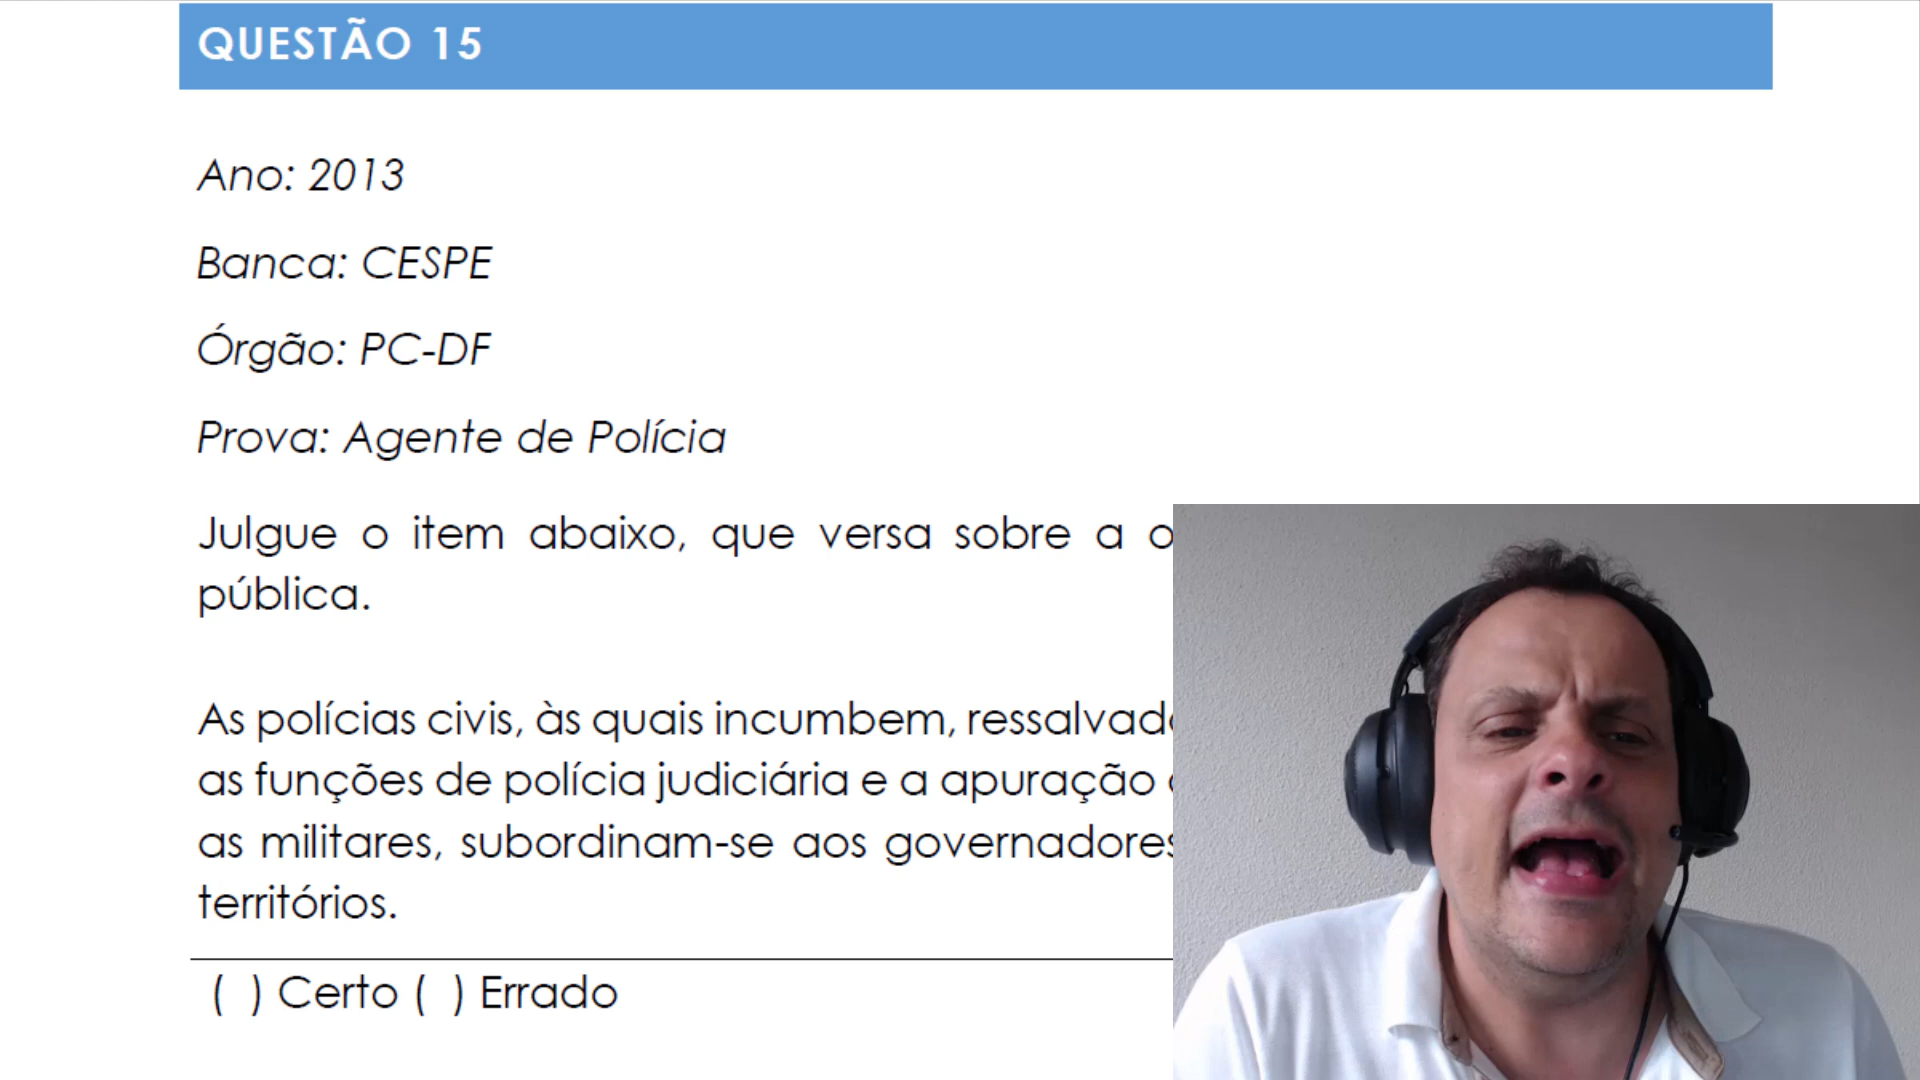 QUESTÃO 15
Ano: 2013
Banca: CESPE
Órgão: PC-DF
Prova: Agente de Polícia
Julgue o item abaixo, que versa sobre a
pública.
As polícias civis, às quais incumbem,
as funções de polícia judiciária e a apuração
as militares, subordinam-se aos governadores
territórios.
( ) Certo ( ) Errado